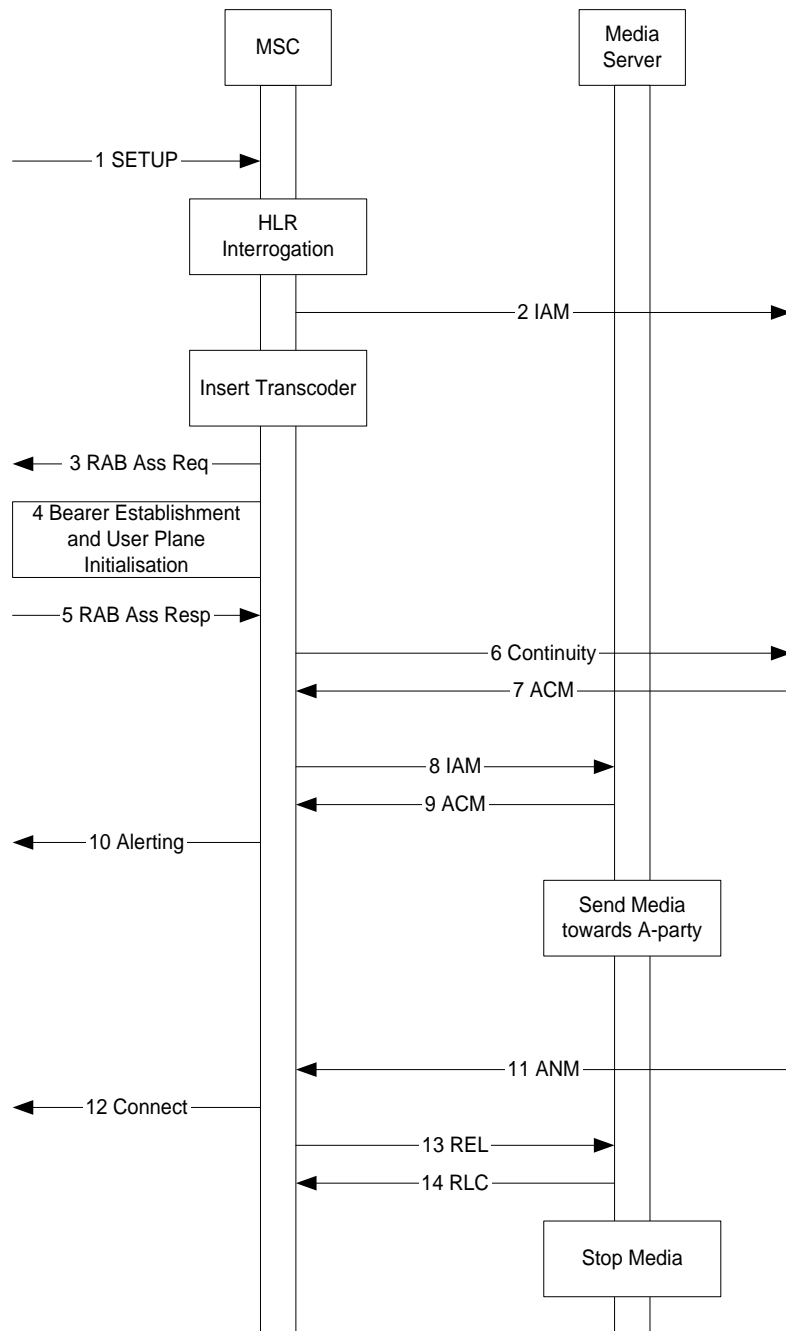 MSC
Media
Server
1 SETUP
HLR
Interrogation
2 IAM
Insert Transcoder
3 RAB Ass Req
4 Bearer Establishment
and User Plane
Initialisation
5 RAB Ass Resp
6 Continuity
7 ACM
8 IAM
9 ACM
10 Alerting
Send Media
towards A-party
11 ANM
12 Connect
13 REL
14 RLC
Stop Media